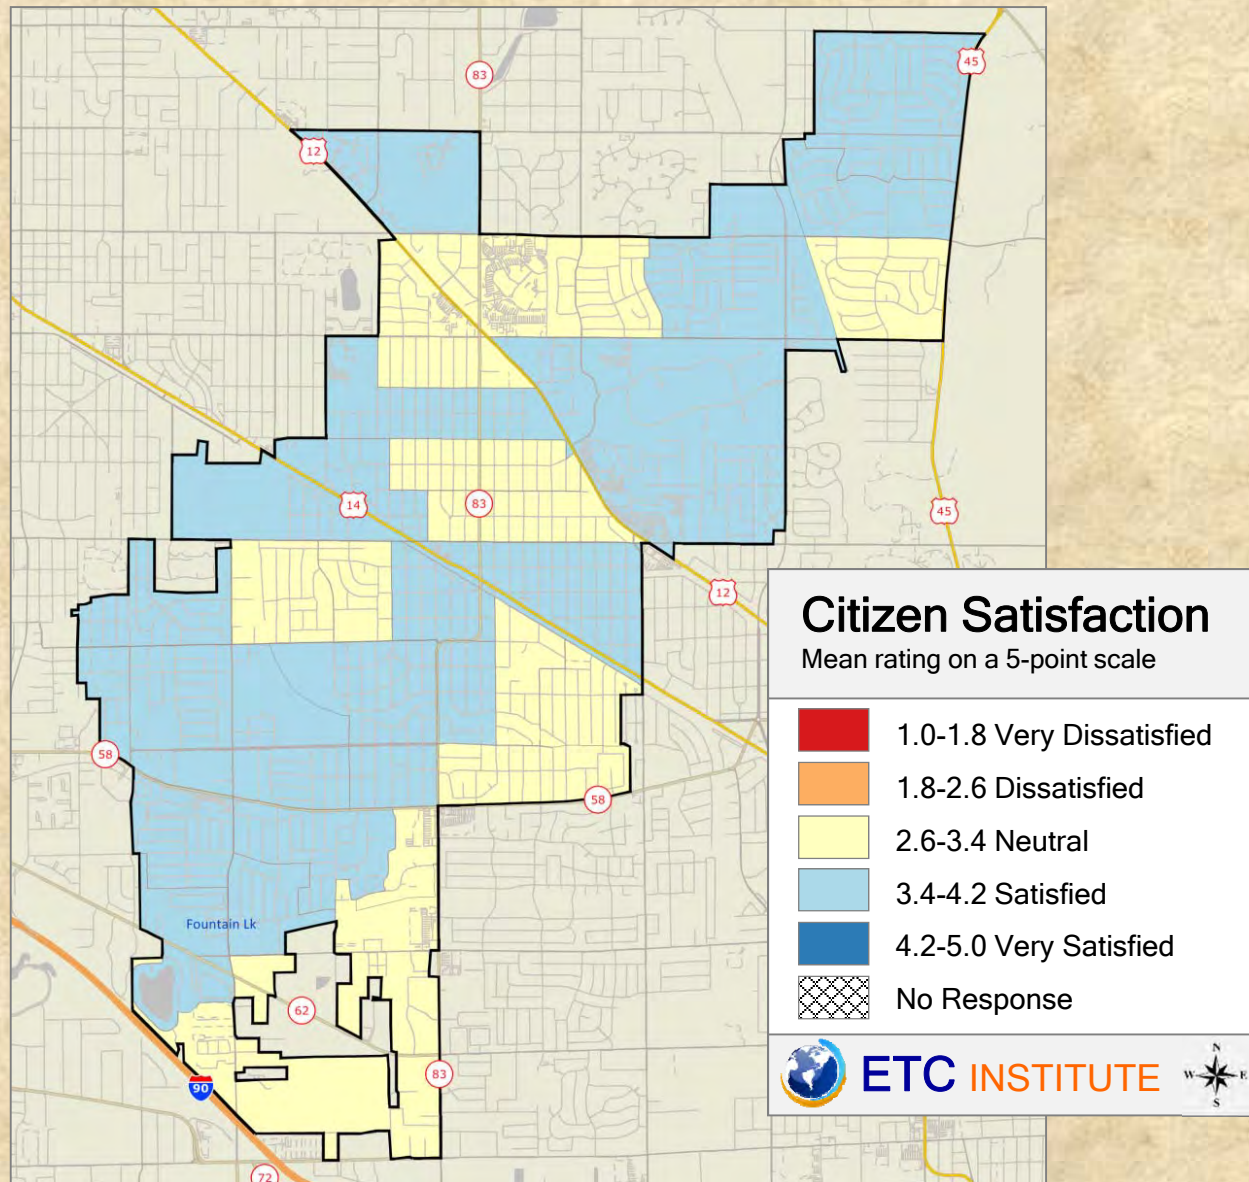 83
45
12
14
83
45
12
58
58
Fountain Lk
62
83
90
72
Citizen Satisfaction
Mean rating on a 5-point scale
1.0-1.8 Very Dissatisfied
1.8-2.6 Dissatisfied
2.6-3.4 Neutral
3.4-4.2 Satisfied
4.2-5.0 Very Satisfied
No Response
ETC INSTITUTE
N
W E
S